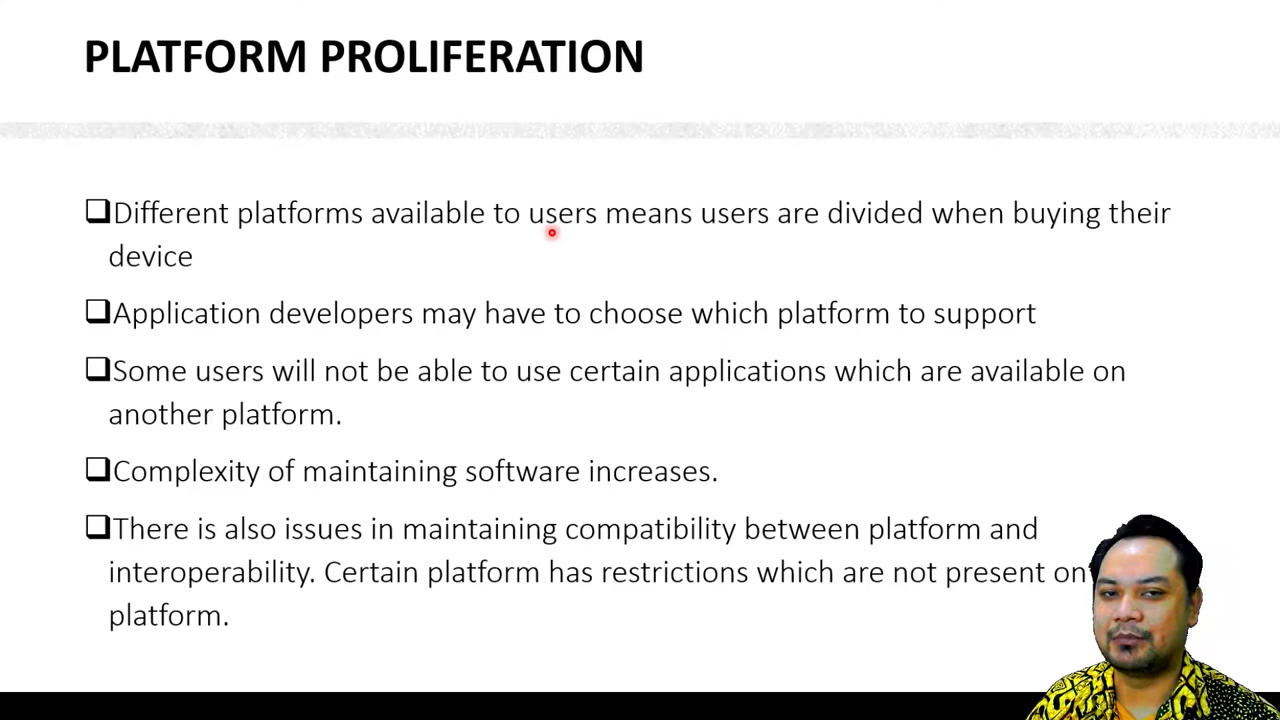 PLATFORM PROLIFERATION
Different platforms available to users means users are divided when buying their
device
Application developers may have to choose which platform to support
Some users will not be able to use certain applications which are available on
another platform.
Complexity of maintaining software increases.
There is also issues in maintaining compatibility between platform and
interoperability. Certain platform has restrictions which are not present on
platform.